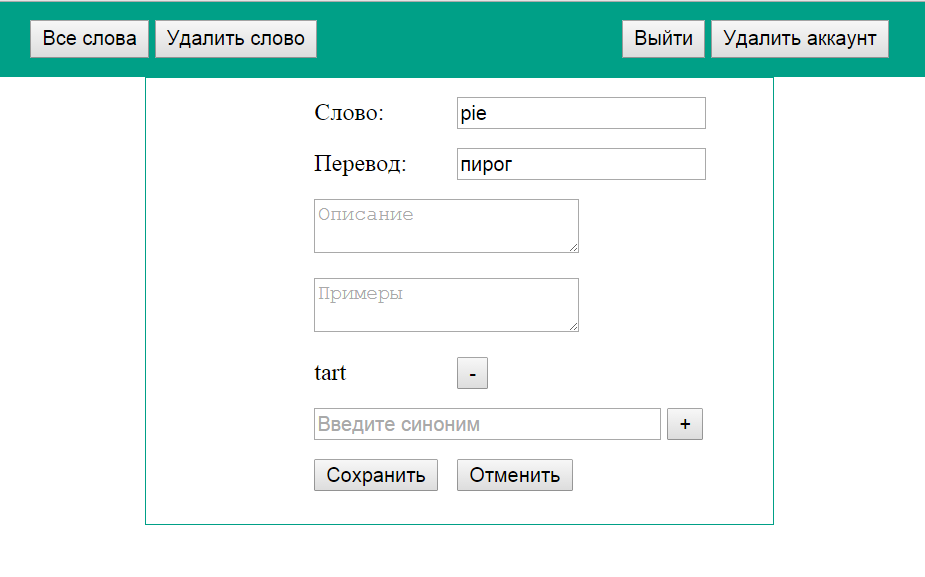 Все слова Удалить слово Выйти Удалить аккаунт
Слово: pie
Перевод: пирог
Описание
Примеры
tart -
Введите синоним +
Сохранить Отменить